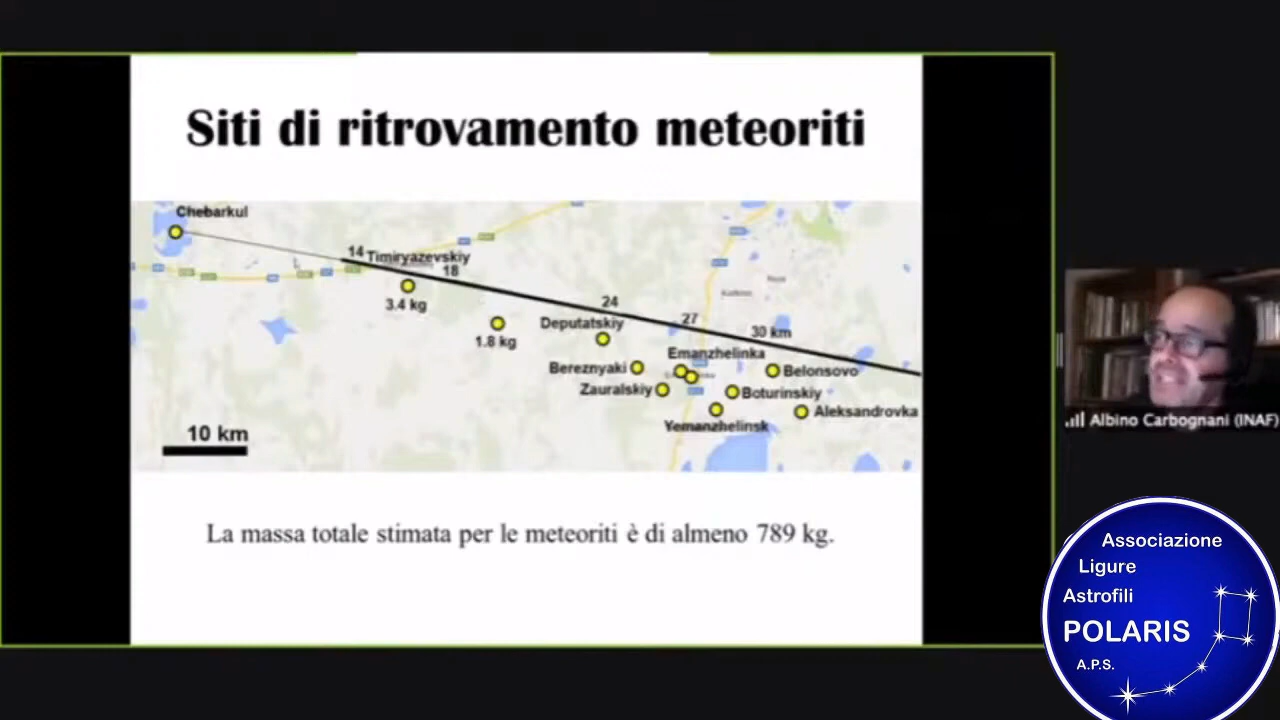 Siti di ritrovamento meteoriti
Chebarkul
14
Timiryazevskiy
18
3.4 kg
1.8 kg
24
Deputatskiy
27
30 km
Emanzhelinka
Bereznyaki
Belonsovo
Zauralskiy
Boturinskiy
Aleksandrovka
Yemanzhelinsk
10 km
La massa totale stimata per le meteoriti è di almeno 789 kg.
Albino Carbognani (INAF)
Associazione
Ligure
Astrofili
POLARIS
A.P.S.